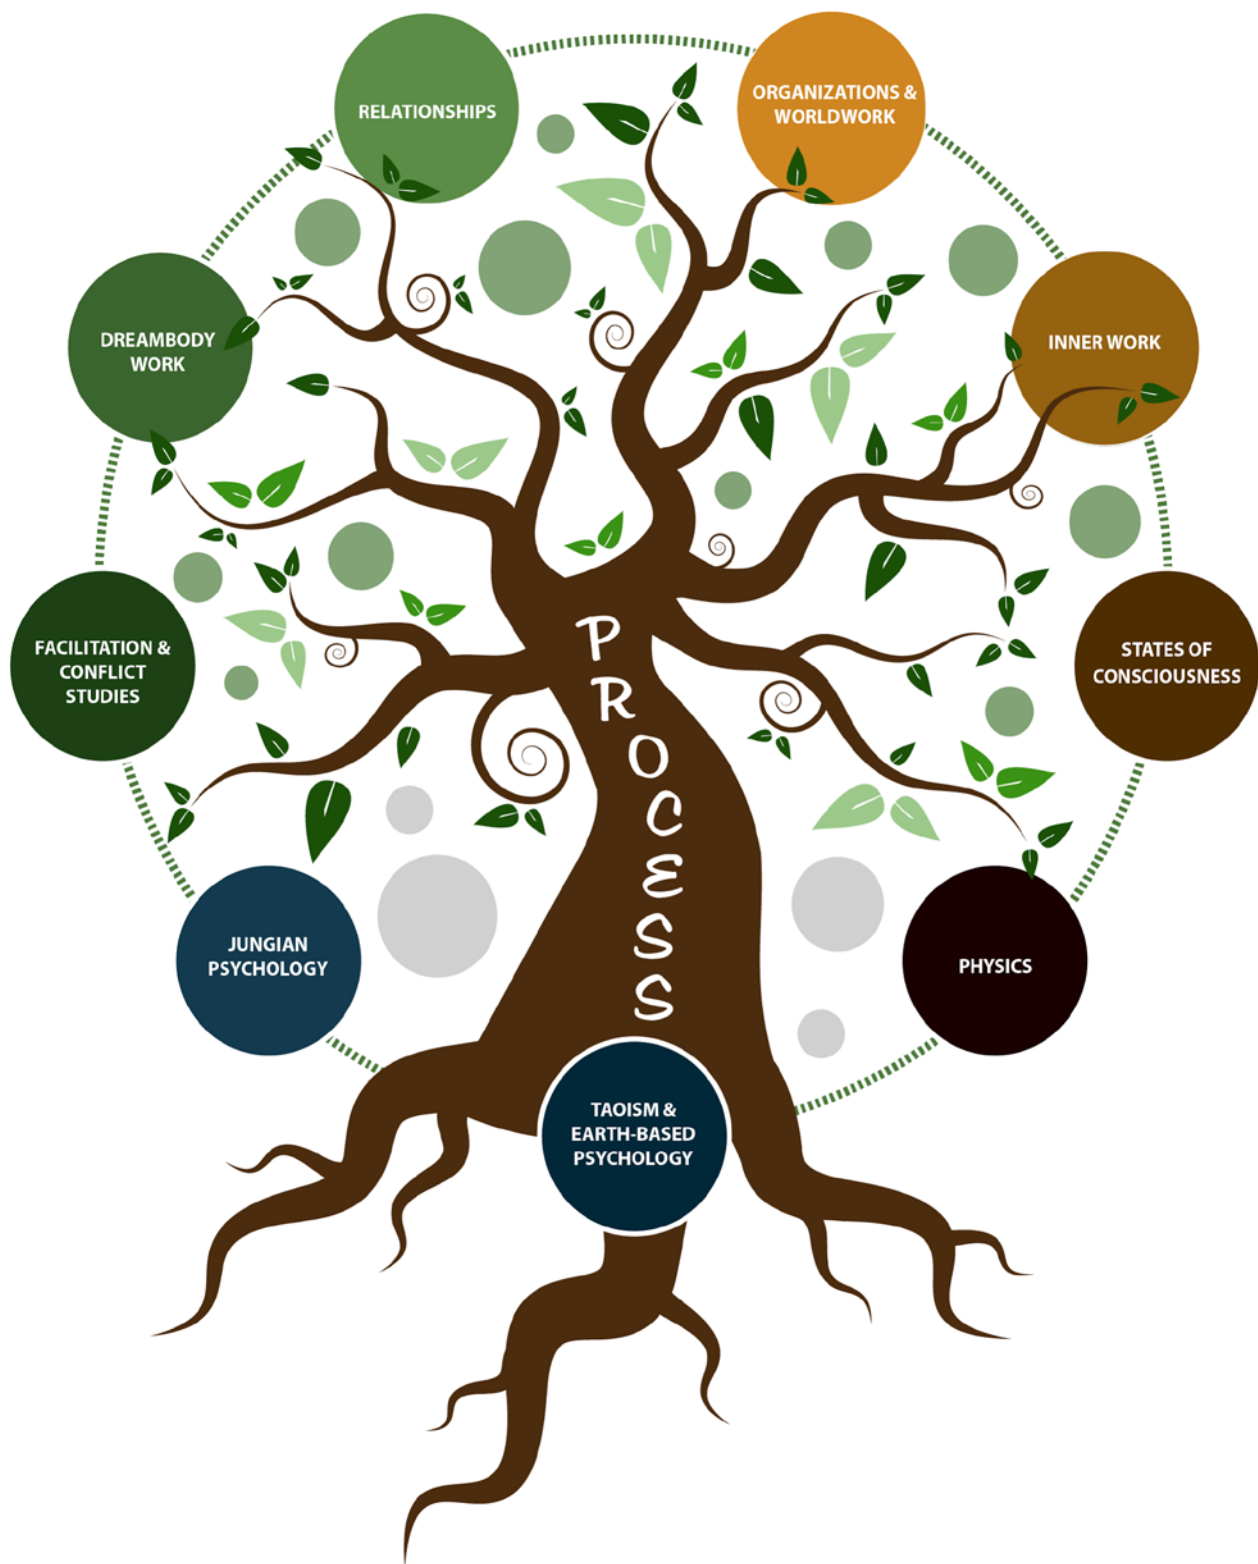 RELATIONSHIPS
ORGANIZATIONS &
WORLDWORK
DREAMBODY
WORK
INNER WORK
FACILITATION &
CONFLICT
STUDIES
STATES OF
CONSCIOUSNESS
PROCESS
JUNGIAN
PSYCHOLOGY
PHYSICS
TAOISM &
EARTH-BASED
PSYCHOLOGY